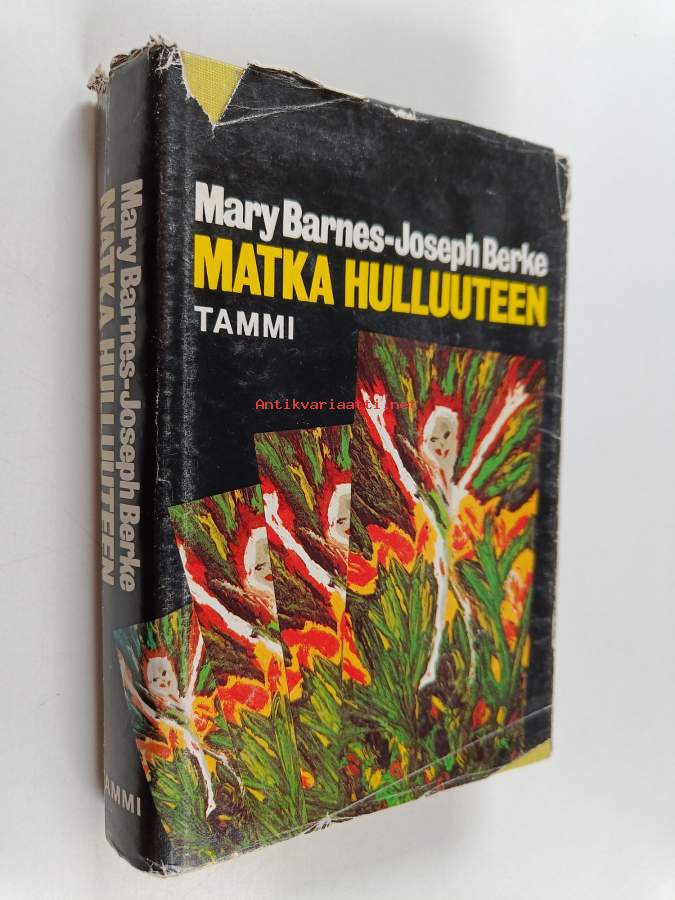 Mary Barnes-Joseph Berke
MATKA HULLUUTEEN
TAMMI
Antikvariaatti.net
Mary Barnes-Joseph Berke
MATKA HULLUUTEEN
TAMMI